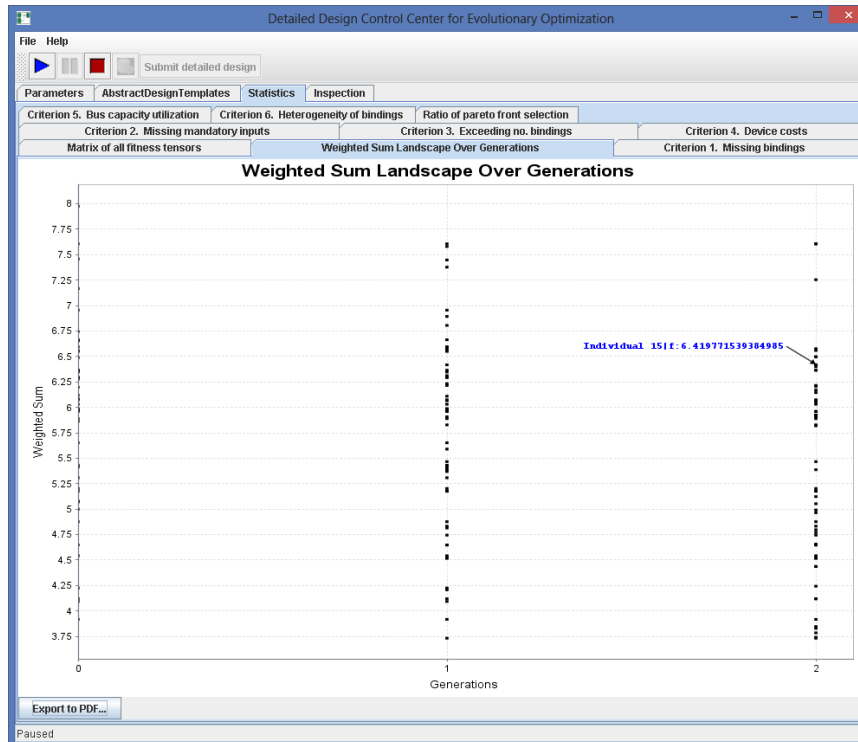 Detailed Design Control Center for Evolutionary Optimization
File Help
Submit detailed design
Parameters AbstractDesignTemplates Statistics Inspection
Criterion 5. Bus capacity utilization Criterion 6. Heterogeneity of bindings Ratio of pareto front selection
Criterion 2. Missing mandatory inputs Criterion 3. Exceeding no. bindings Criterion 4. Device costs
Matrix of all fitness tensors Weighted Sum Landscape Over Generations Criterion 1. Missing bindings
Weighted Sum Landscape Over Generations
8
7.75
7.5
7.25
7
6.75
Individual 15|f:6.419771539384985
6.5
6.25
6
5.75
5.5
5.25
5
4.75
4.5
4.25
4
3.75
Weighted Sum
0 1 2
Generations
Export to PDF...
Paused